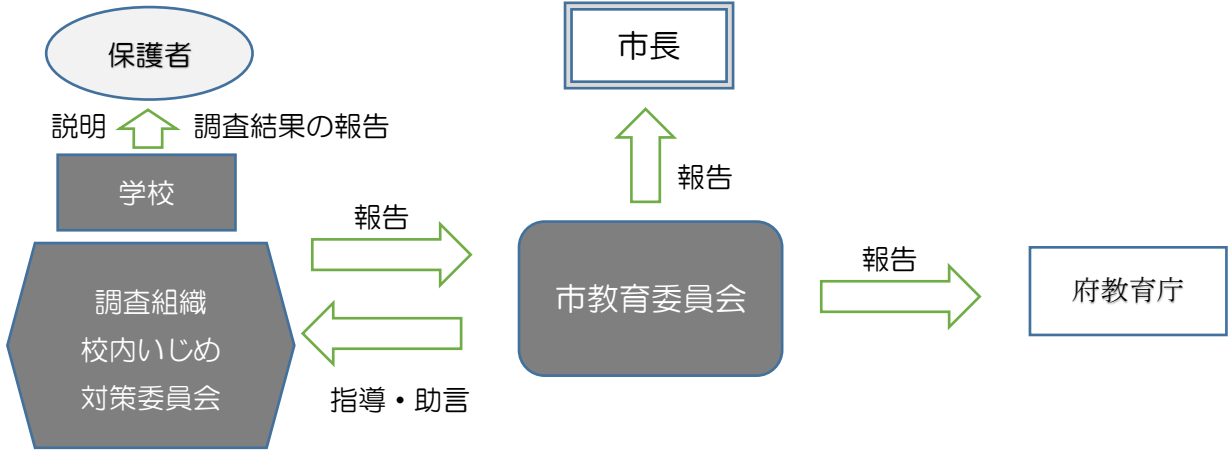 保護者
市長
説明
調査結果の報告
報告
学校
報告
報告
市教育委員会
府教育庁
調査組織
校内いじめ
対策委員会
指導・助言